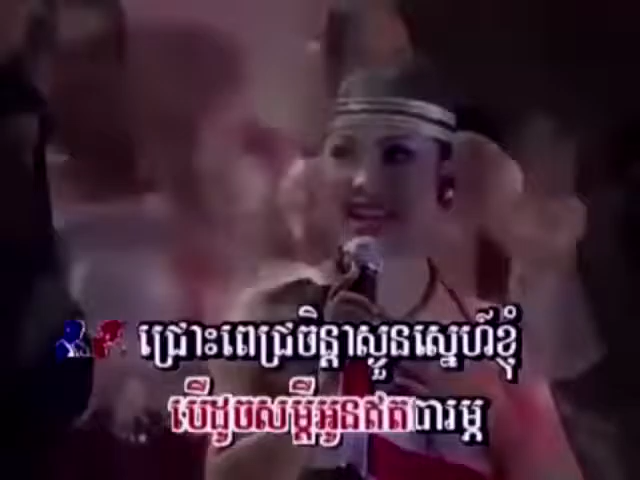 ជ្រោះពេជ្រចិន្តាស្ងួនស្នេហ៍ខ្ញុំ
បើដូចសម្ដីអូនឥតបារម្ភ